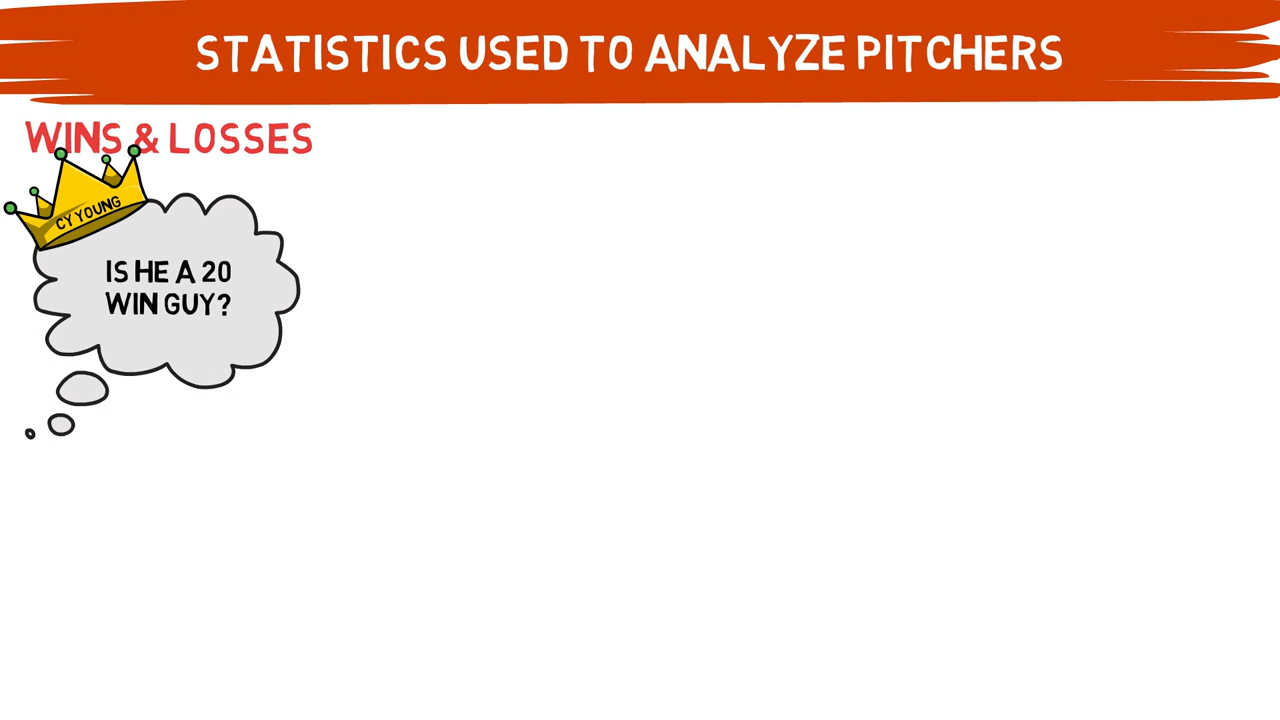 STATISTICS USED TO ANALYZE PITCHERS
WINS & LOSSES
CY YOUNG
IS HE A 20
WIN GUY?